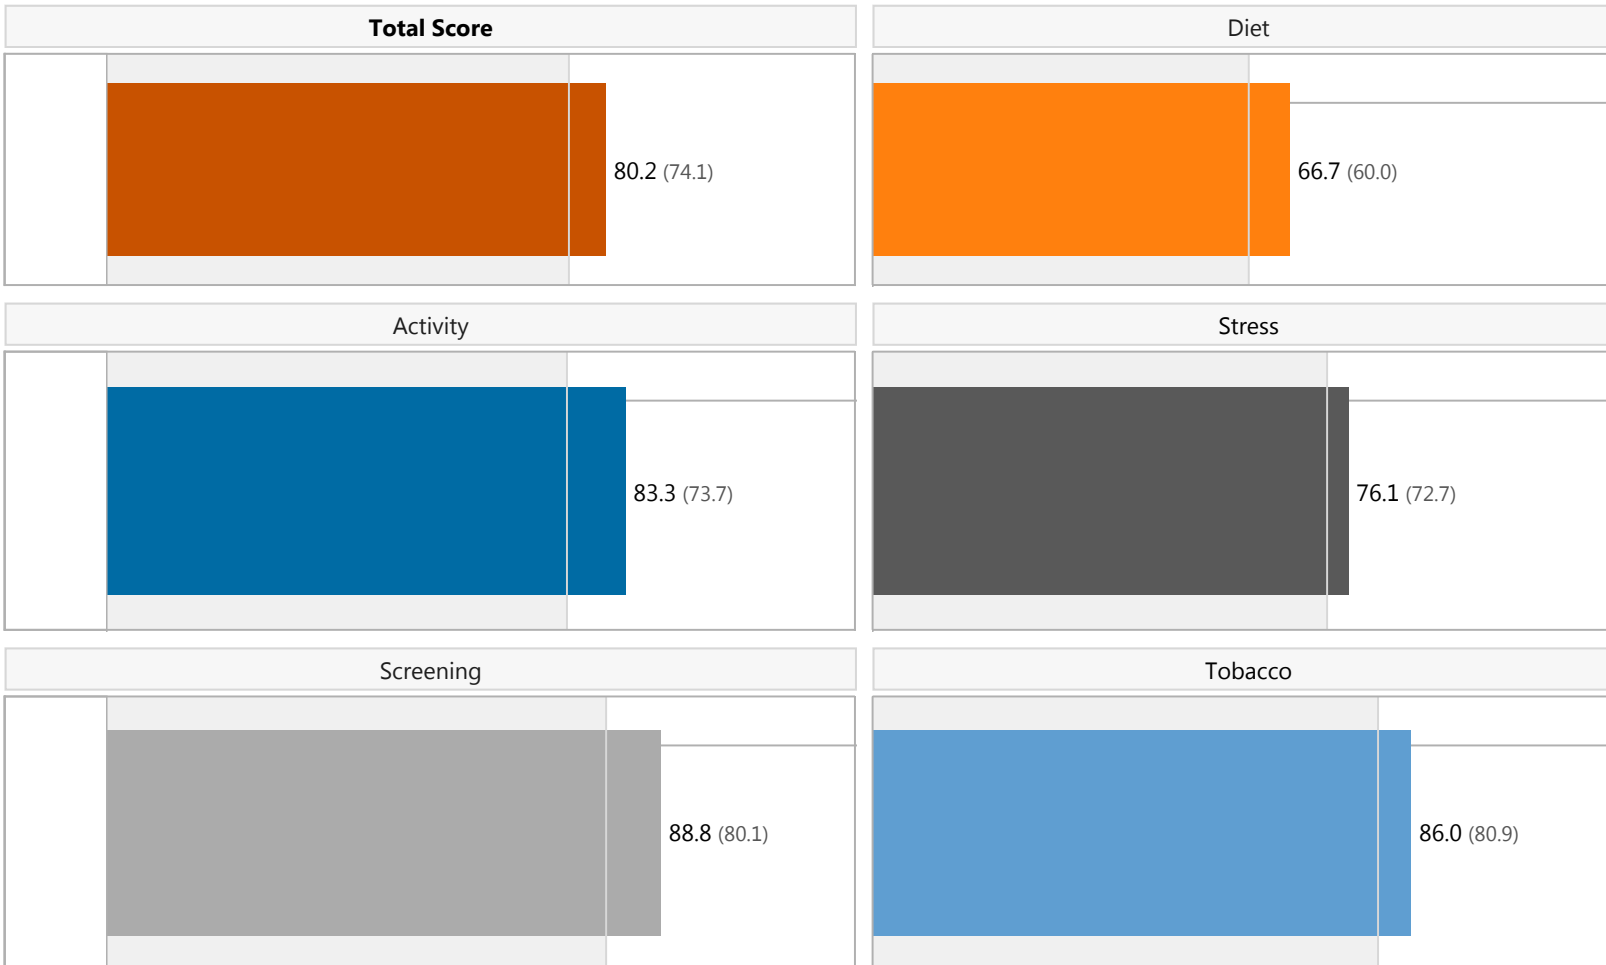 Total Score
Diet
80.2 (74.1)
66.7 (60.0)
Activity
Stress
83.3 (73.7)
76.1 (72.7)
Screening
Tobacco
88.8 (80.1)
86.0 (80.9)